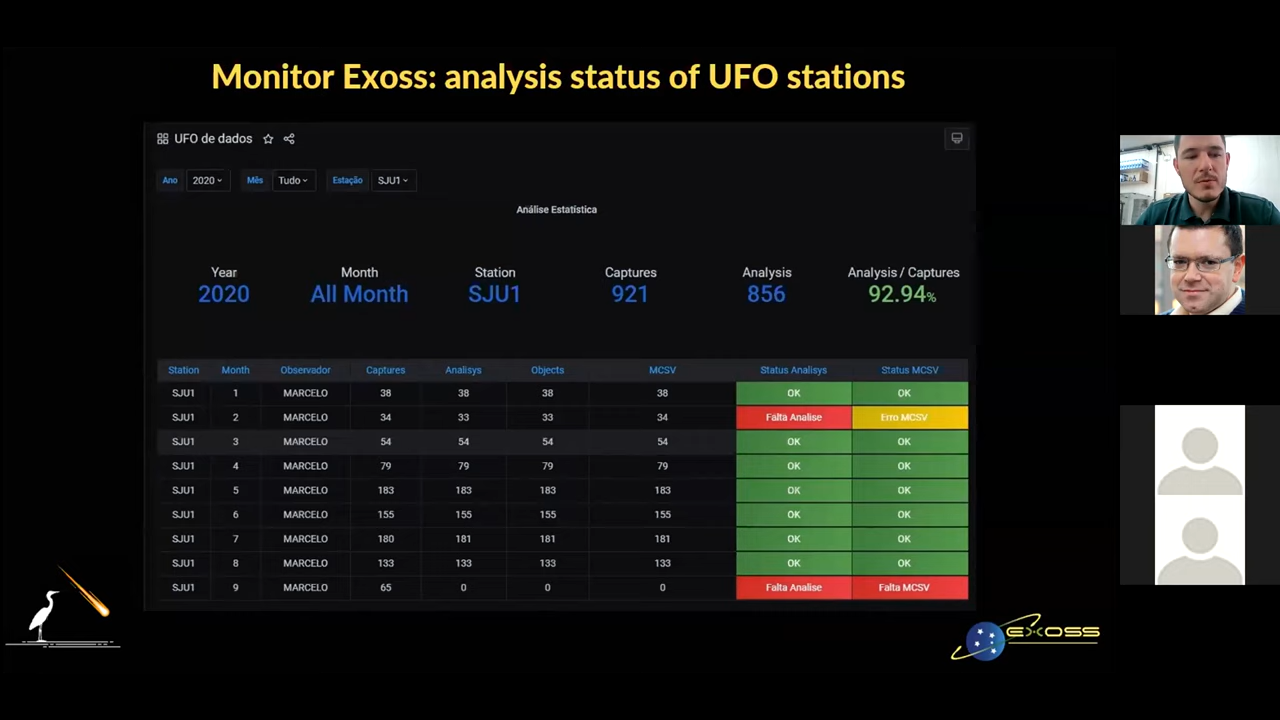 Monitor Exoss: analysis status of UFO stations
UFO de dados
Ano 2020 Mês Tudo Estação SJU1
Análise Estatística
Year Month Station Captures Analysis Analysis / Captures
2020 All Month SJU1 921 856 92.94%
Station Month Observador Captures Analisys Objects MCSV Status Analisys Status MCSV
SJU1 1 MARCELO 38 38 38 38 OK OK
SJU1 2 MARCELO 34 33 33 34 Falta Analise Erro MCSV
SJU1 3 MARCELO 54 54 54 54 OK OK
SJU1 4 MARCELO 79 79 79 79 OK OK
SJU1 5 MARCELO 183 183 183 183 OK OK
SJU1 6 MARCELO 155 155 155 155 OK OK
SJU1 7 MARCELO 180 181 181 181 OK OK
SJU1 8 MARCELO 133 133 133 133 OK OK
SJU1 9 MARCELO 65 0 0 0 Falta Analise Falta MCSV
EXOSS